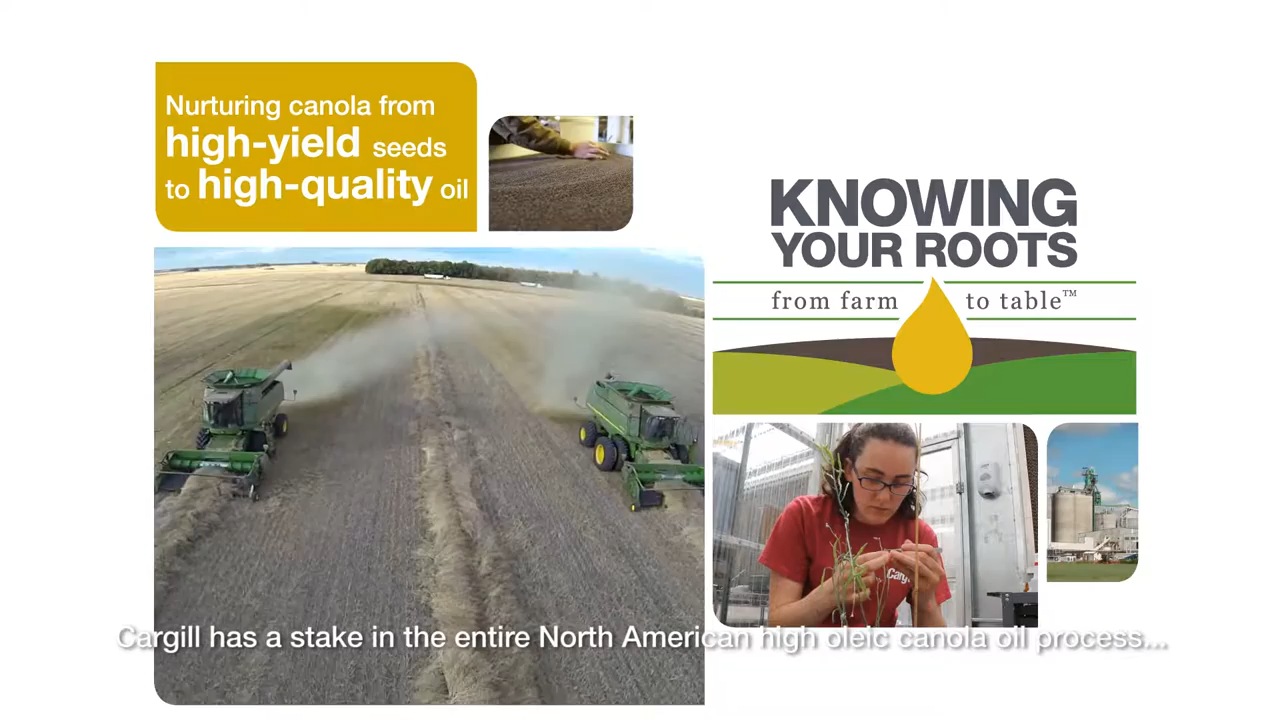 Nurturing canola from
high-yield seeds
to high-quality oil
KNOWING
YOUR ROOTS
from farm to table™
Cargill has a stake in the entire North American high oleic canola oil process...